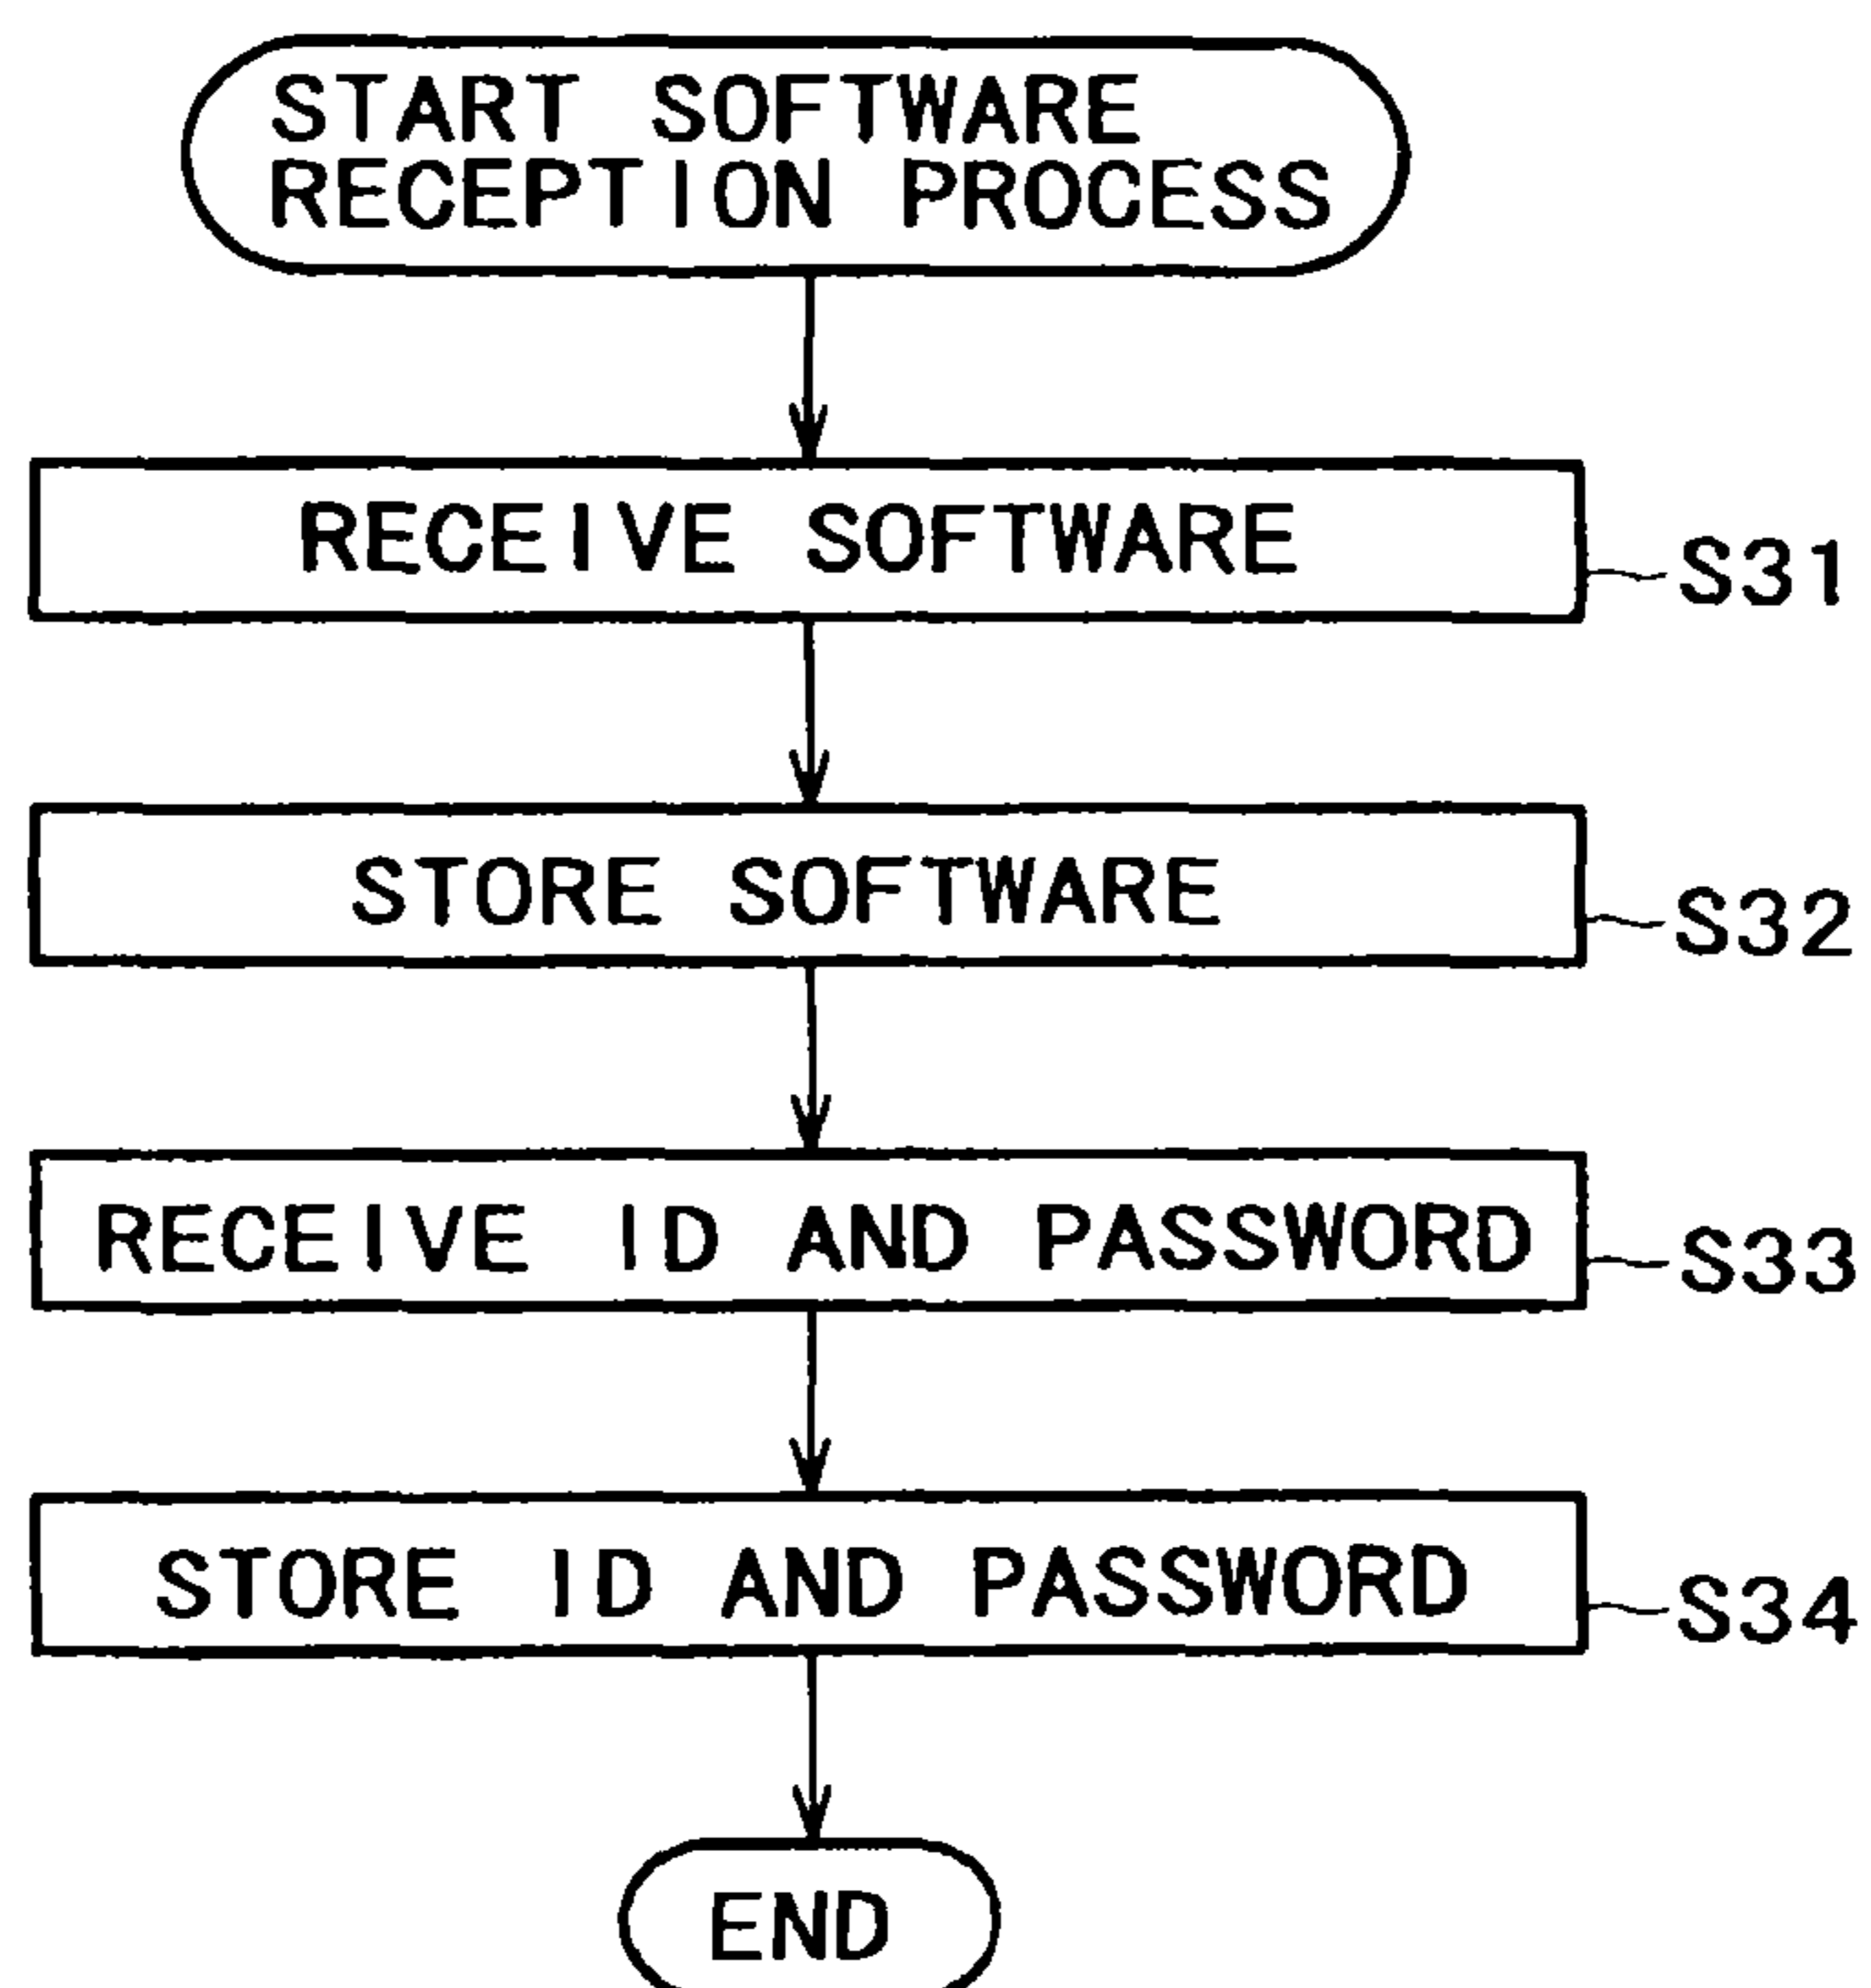 START SOFTWARE
RECEPTION PROCESS
RECEIVE SOFTWARE
S31
STORE SOFTWARE
S32
RECEIVE ID AND PASSWORD
S33
STORE ID AND PASSWORD
S34
END